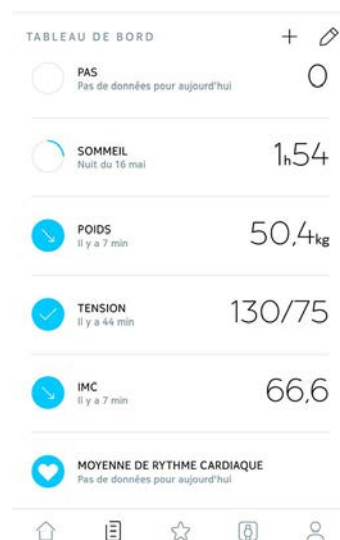 TABLEAU DE BORD
PAS
Pas de données pour aujourd'hui
0
SOMMEIL
Nuit du 16 mai
1h54
POIDS
Il y a 7 min
50,4kg
TENSION
Il y a 44 min
130/75
IMC
Il y a 7 min
66,6
MOYENNE DE RYTHME CARDIAQUE
Pas de données pour aujourd'hui